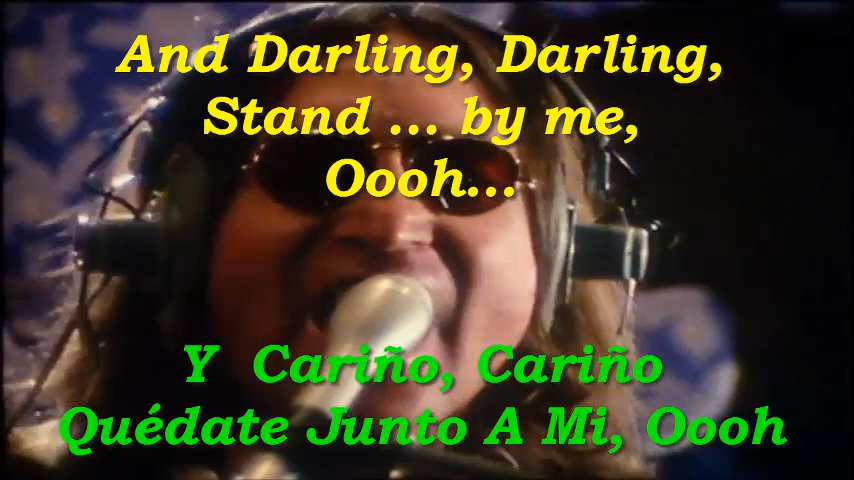 And Darling, Darling,
Stand ... by me,
Oooh...
Y Cariño, Cariño
Quédate Junto A Mi, Oooh